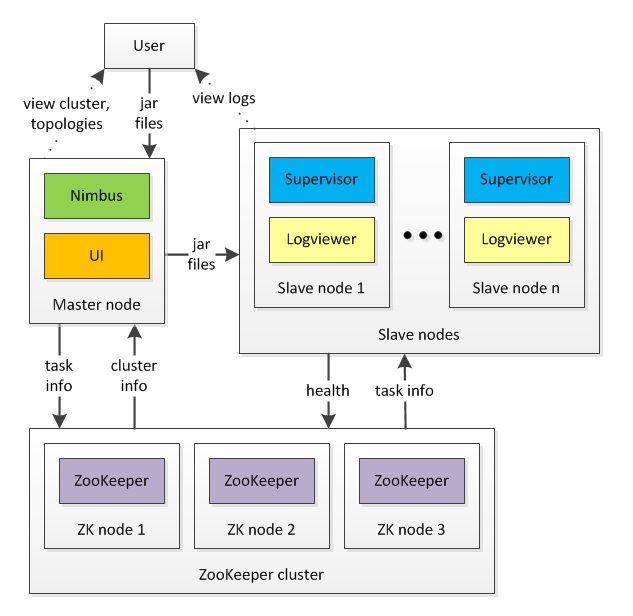 User
view cluster,
topologies
jar
files
view logs
Nimbus
UI
Master node
jar
files
Supervisor
Logviewer
Slave node 1
Supervisor
Logviewer
Slave node n
Slave nodes
task
info
cluster
info
health
task info
ZooKeeper
ZK node 1
ZooKeeper
ZK node 2
ZooKeeper
ZK node 3
ZooKeeper cluster